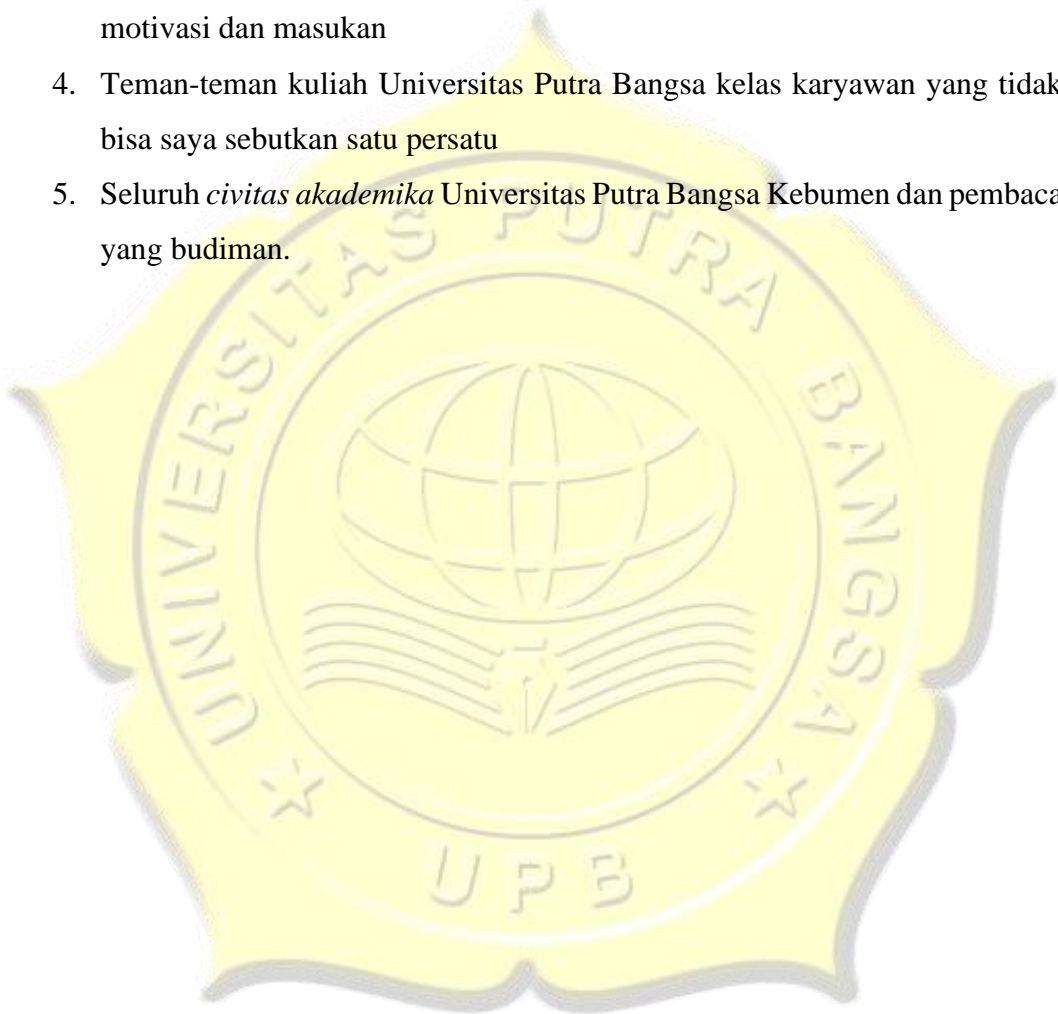 motivasi dan masukan
4. Teman-teman kuliah Universitas Putra Bangsa kelas karyawan yang tidak
bisa saya sebutkan satu persatu
5. Seluruh civitas akademika Universitas Putra Bangsa Kebumen dan pembaca
yang budiman.
UNIVERSITAS PUTRA BANGSA
UPB